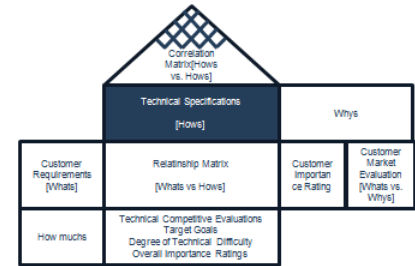 Correlation
Matrix[Hows
vs. Hows]
Technical Specifications
[Hows]
Whys
Customer
Requirements
[Whats]
Relatinship Matrix
[Whats vs Hows]
Customer
Importan
ce Rating
Customer
Market
Evaluation
[Whats vs.
Whys]
How muchs
Technical Competitive Evaluations
Target Goals
Degree of Technical Difficulty
Overall Importance Ratings